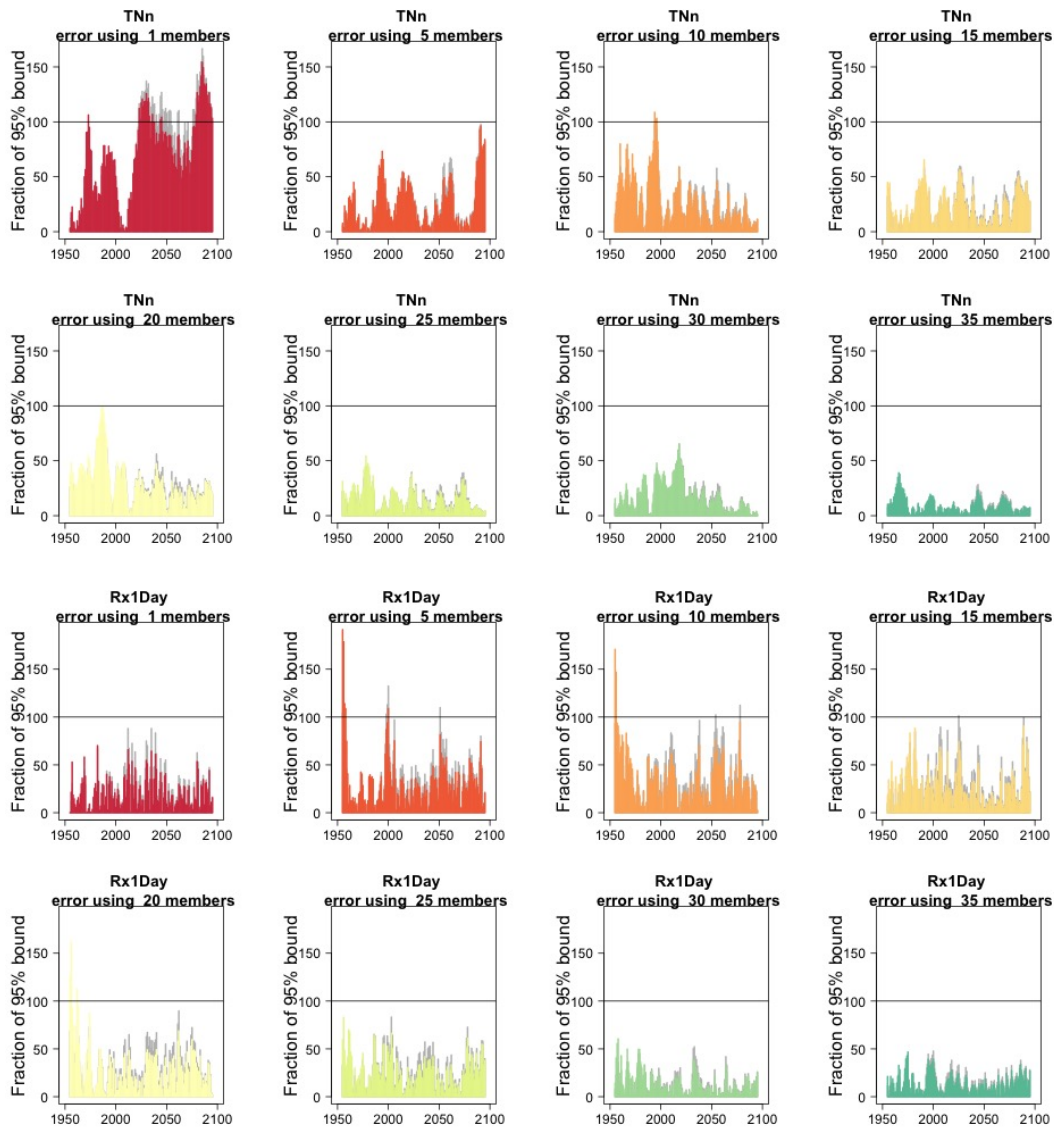 TNn TNn TNn TNn
error using 1 members error using 5 members error using 10 members error using 15 members
Fraction of 95% bound Fraction of 95% bound Fraction of 95% bound Fraction of 95% bound
150 150 150 150
100 100 100 100
50 50 50 50
0 0 0 0
1950 2000 2050 2100 1950 2000 2050 2100 1950 2000 2050 2100 1950 2000 2050 2100
TNn TNn TNn TNn
error using 20 members error using 25 members error using 30 members error using 35 members
Fraction of 95% bound Fraction of 95% bound Fraction of 95% bound Fraction of 95% bound
150 150 150 150
100 100 100 100
50 50 50 50
0 0 0 0
1950 2000 2050 2100 1950 2000 2050 2100 1950 2000 2050 2100 1950 2000 2050 2100
Rx1Day Rx1Day Rx1Day Rx1Day
error using 1 members error using 5 members error using 10 members error using 15 members
Fraction of 95% bound Fraction of 95% bound Fraction of 95% bound Fraction of 95% bound
150 150 150 150
100 100 100 100
50 50 50 50
0 0 0 0
1950 2000 2050 2100 1950 2000 2050 2100 1950 2000 2050 2100 1950 2000 2050 2100
Rx1Day Rx1Day Rx1Day Rx1Day
error using 20 members error using 25 members error using 30 members error using 35 members
Fraction of 95% bound Fraction of 95% bound Fraction of 95% bound Fraction of 95% bound
150 150 150 150
100 100 100 100
50 50 50 50
0 0 0 0
1950 2000 2050 2100 1950 2000 2050 2100 1950 2000 2050 2100 1950 2000 2050 2100